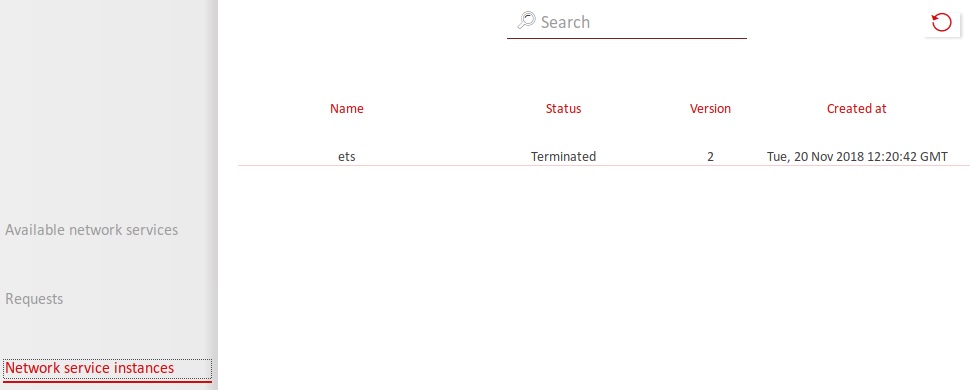 Search
Name Status Version Created at
ets Terminated 2 Tue, 20 Nov 2018 12:20:42 GMT
Available network services
Requests
Network service instances